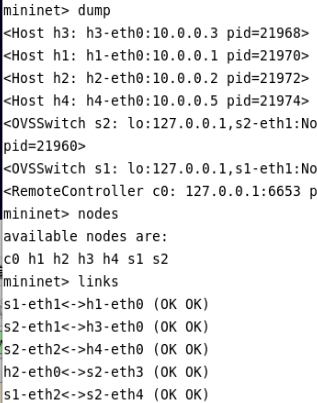 mininet> dump
<Host h3: h3-eth0:10.0.0.3 pid=21968>
<Host h1: h1-eth0:10.0.0.1 pid=21970>
<Host h2: h2-eth0:10.0.0.2 pid=21972>
<Host h4: h4-eth0:10.0.0.5 pid=21974>
<OVSSwitch s2: lo:127.0.0.1,s2-eth1:No
pid=21960>
<OVSSwitch s1: lo:127.0.0.1,s1-eth1:No
<RemoteController c0: 127.0.0.1:6653 p
mininet> nodes
available nodes are:
c0 h1 h2 h3 h4 s1 s2
mininet> links
s1-eth1<->h1-eth0 (OK OK)
s2-eth1<->h3-eth0 (OK OK)
s2-eth2<->h4-eth0 (OK OK)
h2-eth0<->s2-eth3 (OK OK)
s1-eth2<->s2-eth4 (OK OK)